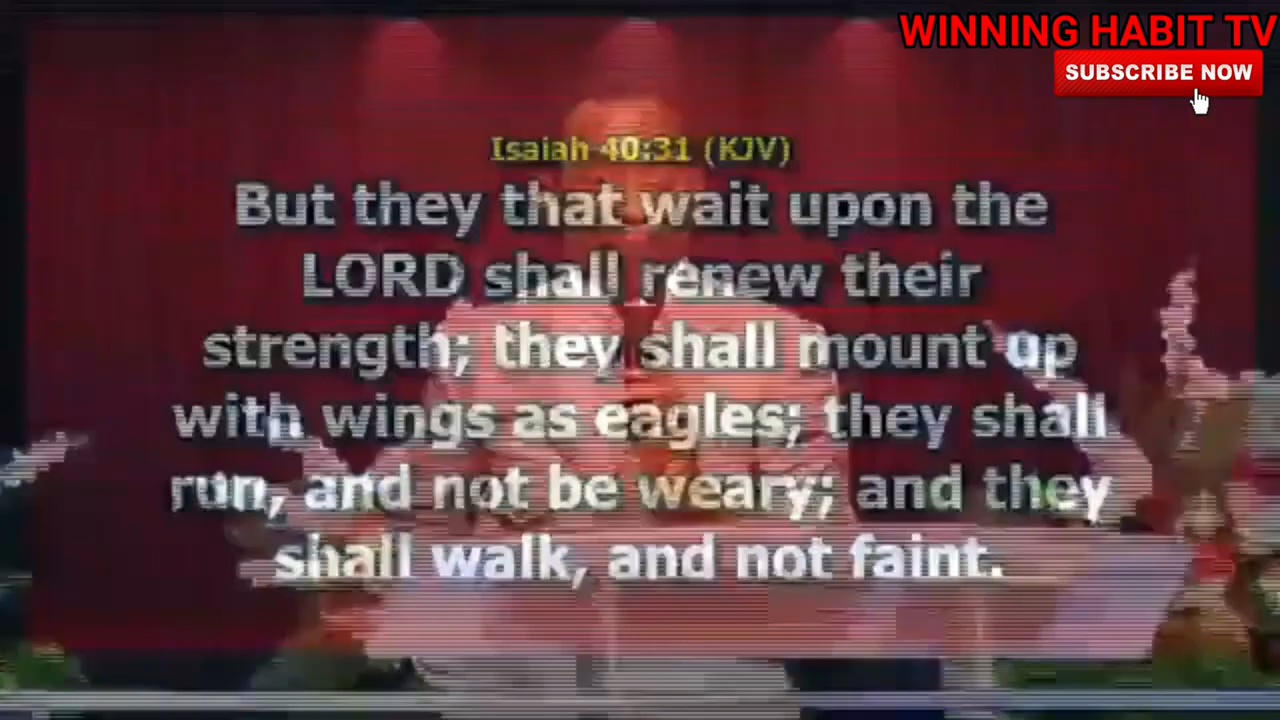 WINNING HABIT TV
SUBSCRIBE NOW
Isaiah 40:31 (KJV)
But they that wait upon the
LORD shall renew their
strength; they shall mount up
with wings as eagles; they shall
run, and not be weary; and they
shall walk, and not faint.